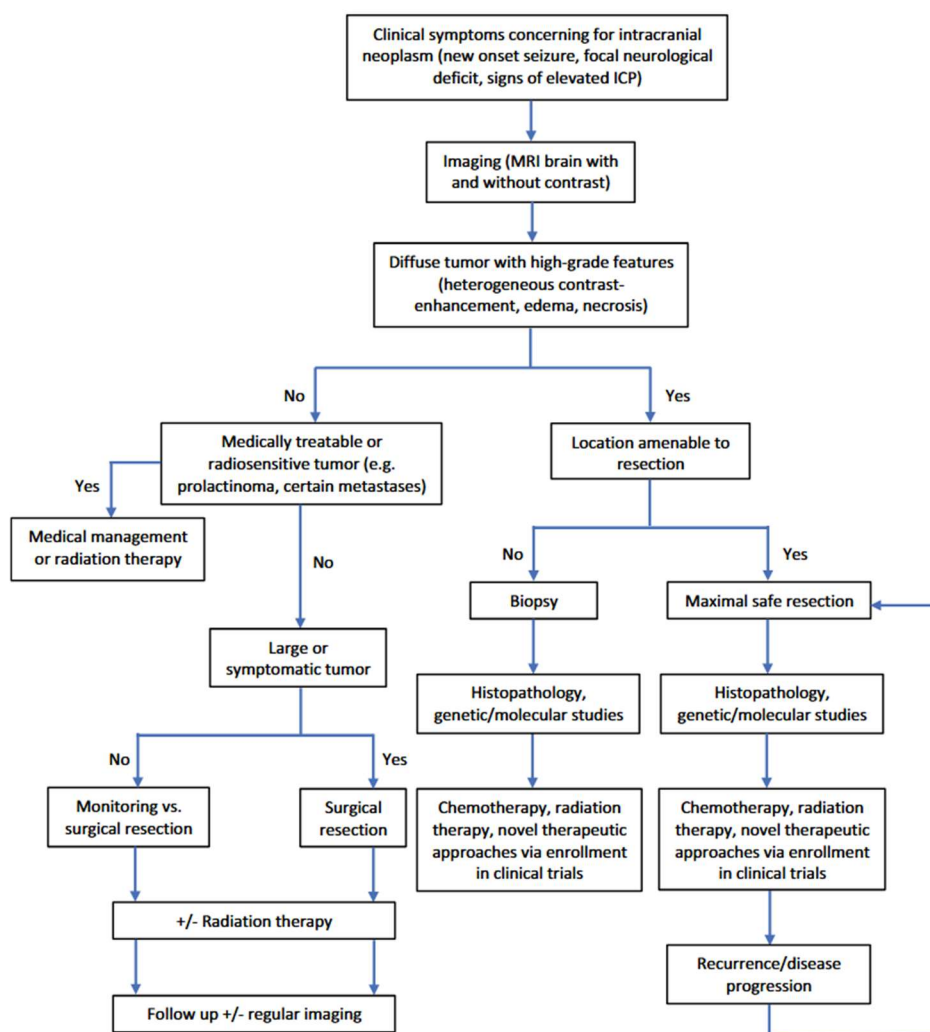 Clinical symptoms concerning for intracranial
neoplasm (new onset seizure, focal neurological
deficit, signs of elevated ICP)
Imaging (MRI brain with
and without contrast)
Diffuse tumor with high-grade features
(heterogeneous contrast-
enhancement, edema, necrosis)
No
Yes
Medically treatable or
radiosensitive tumor (e.g.
prolactinoma, certain metastases)
Location amenable to
resection
Yes
Medical management
or radiation therapy
No
No
Yes
Biopsy
Maximal safe resection
Large or
symptomatic tumor
Histopathology,
genetic/molecular studies
Histopathology,
genetic/molecular studies
No
Yes
Monitoring vs.
surgical resection
Surgical
resection
Chemotherapy, radiation
therapy, novel therapeutic
approaches via enrollment
in clinical trials
Chemotherapy, radiation
therapy, novel therapeutic
approaches via enrollment
in clinical trials
+/- Radiation therapy
Recurrence/disease
progression
Follow up +/- regular imaging